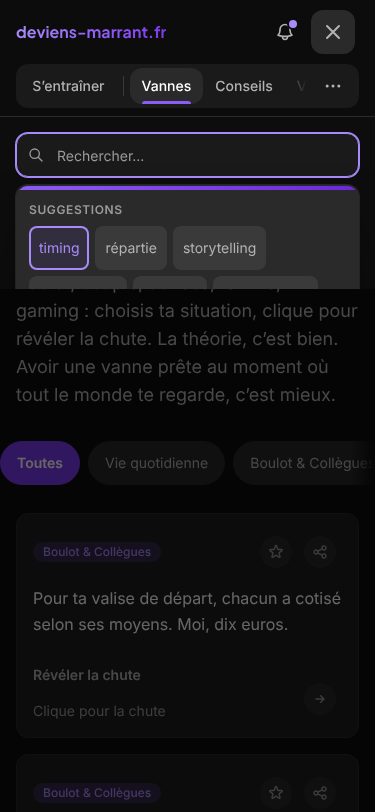 deviens-marrant.fr
S'entraîner
Vannes
Conseils
V
Rechercher...
SUGGESTIONS
timing
répartie
storytelling
gaming : choisis ta situation, clique pour
révéler la chute. La théorie, c'est bien.
Avoir une vanne prête au moment où
tout le monde te regarde, c'est mieux.
Toutes
Vie quotidienne
Boulot & Collègues
Boulot & Collègues
Pour ta valise de départ, chacun a cotisé
selon ses moyens. Moi, dix euros.
Révéler la chute
Clique pour la chute
Boulot & Collègues